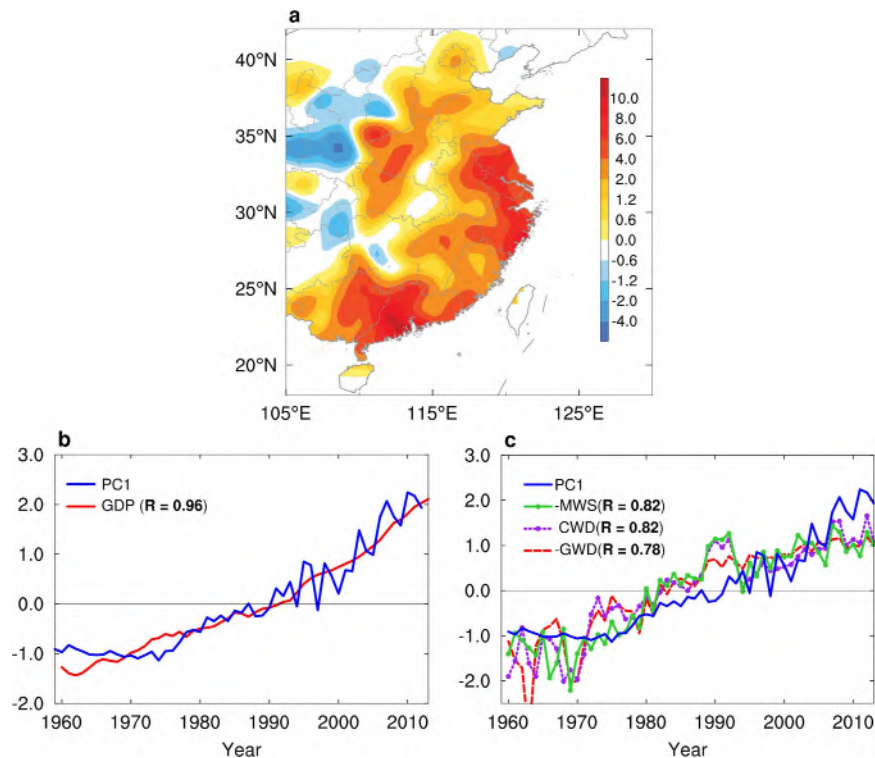 a
40°N
35°N
30°N
25°N
20°N
105°E 115°E 125°E
10.0
8.0
6.0
4.0
2.0
1.2
0.6
0.0
-0.6
-1.2
-2.0
-4.0
b
3.0
2.0
1.0
0.0
-1.0
-2.0
PC1
GDP (R = 0.96)
1960 1970 1980 1990 2000 2010
Year
c
3.0
2.0
1.0
0.0
-1.0
-2.0
PC1
-MWS(R = 0.82)
CWD(R = 0.82)
-GWD(R = 0.78)
1960 1970 1980 1990 2000 2010
Year